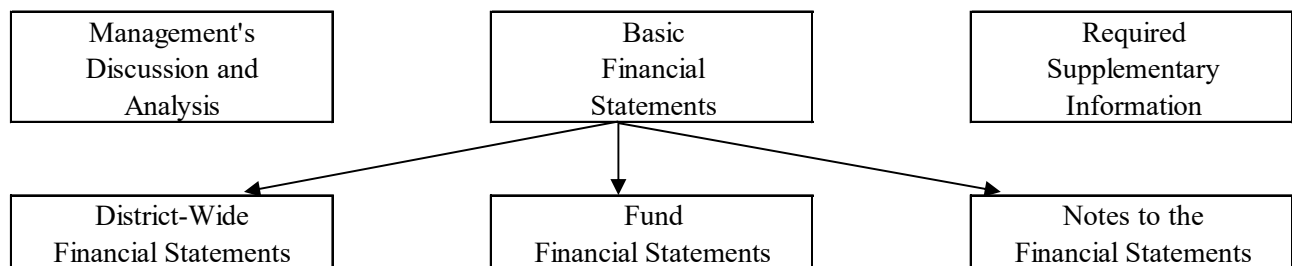 Management's
Discussion and
Analysis
Basic
Financial
Statements
Required
Supplementary
Information
District-Wide
Financial Statements
Fund
Financial Statements
Notes to the
Financial Statements